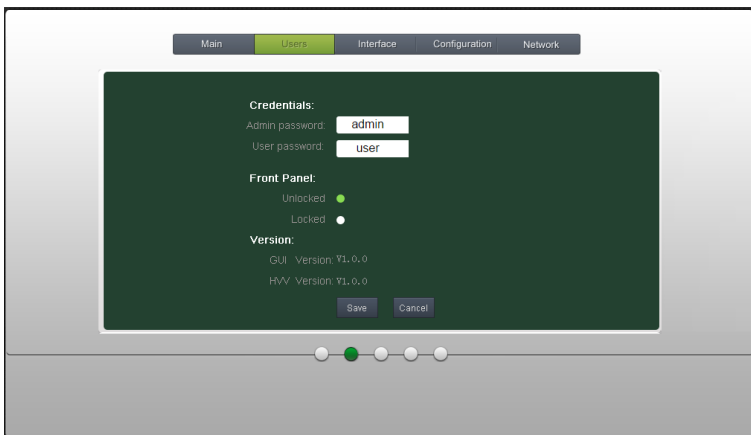 Main Users Interface Configuration Network
Credentials:
Admin password: admin
User password: user
Front Panel:
Unlocked
Locked
Version:
GUI Version: V1.0.0
HW Version: V1.0.0
Save Cancel